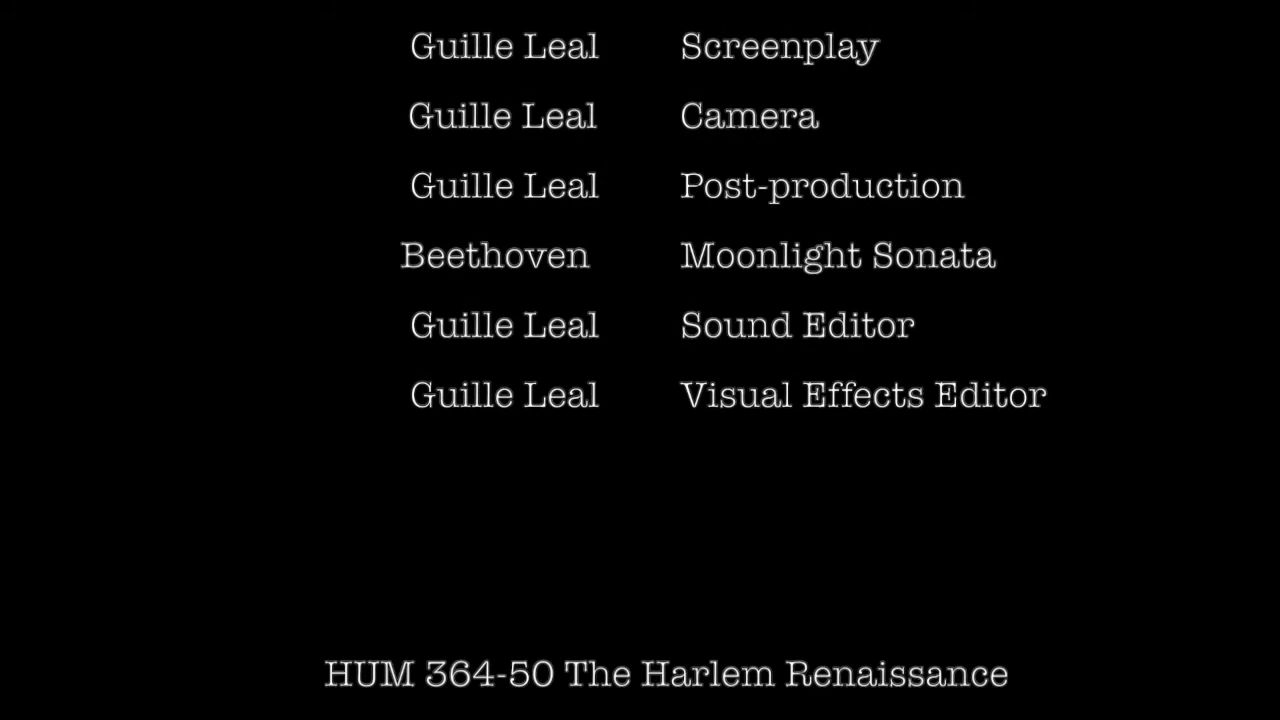 Guille Leal Screenplay
Guille Leal Camera
Guille Leal Post-production
Beethoven Moonlight Sonata
Guille Leal Sound Editor
Guille Leal Visual Effects Editor
HUM 364-50 The Harlem Renaissance